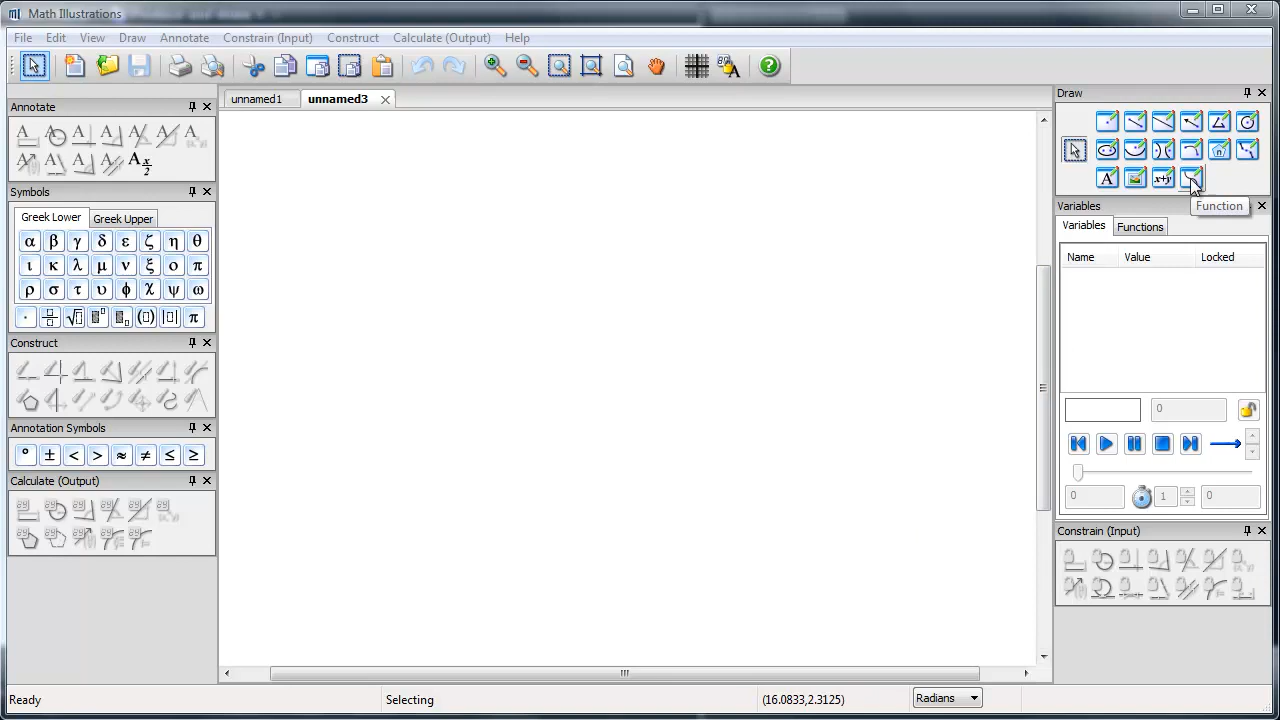 Math Illustrations
File Edit View Draw Annotate Constrain (Input) Construct Calculate (Output) Help
unnamed1 unnamed3
Annotate
A A A A A A A
A A A A A x/2
Symbols
Greek Lower Greek Upper
α β γ δ ε ζ η θ
ι κ λ μ ν ξ ο π
ρ σ τ υ φ χ ψ ω
· √ (▯) |▯| π
Construct
Annotation Symbols
° ± < > ≈ ≠ ≤ ≥
Calculate (Output)
Draw
A x+y
Function
Variables
Variables Functions
Name Value Locked
0
0 1 0
Constrain (Input)
Ready Selecting (16.0833,2.3125) Radians